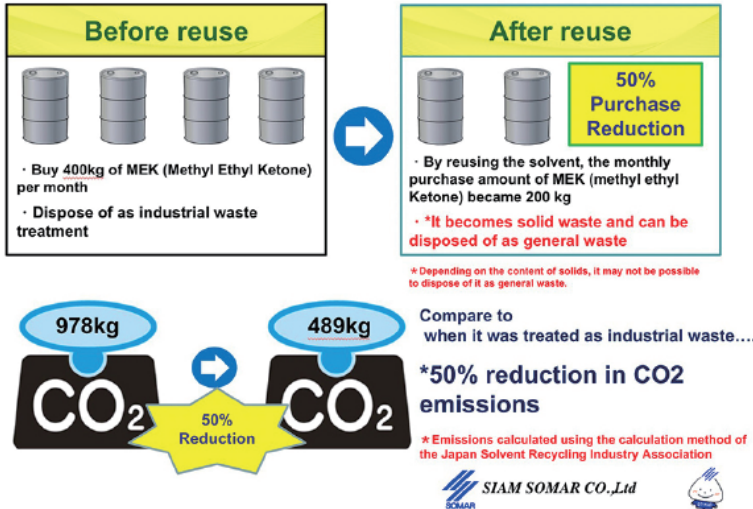 Before reuse
· Buy 400kg of MEK (Methyl Ethyl Ketone)
per month
· Dispose of as industrial waste
treatment
After reuse
50%
Purchase
Reduction
· By reusing the solvent, the monthly
purchase amount of MEK (methyl ethyl
Ketone) became 200 kg
· *It becomes solid waste and can be
disposed of as general waste
*Depending on the content of solids, it may not be possible
to dispose of it as general waste.
978kg
CO2
50%
Reduction
489kg
CO2
Compare to
when it was treated as industrial waste....
*50% reduction in CO2
emissions
*Emissions calculated using the calculation method of
the Japan Solvent Recycling Industry Association
SOMAR
SIAM SOMAR CO.,Ltd